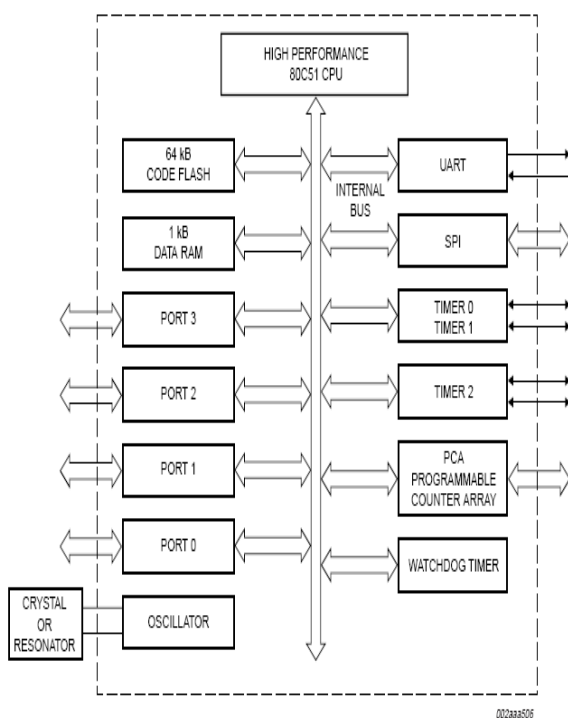 HIGH PERFORMANCE
80C51 CPU
64 kB
CODE FLASH
UART
INTERNAL
BUS
1 kB
DATA RAM
SPI
PORT 3
TIMER 0
TIMER 1
PORT 2
TIMER 2
PORT 1
PCA
PROGRAMMABLE
COUNTER ARRAY
PORT 0
WATCHDOG TIMER
CRYSTAL
OR
RESONATOR
OSCILLATOR
002aaa506